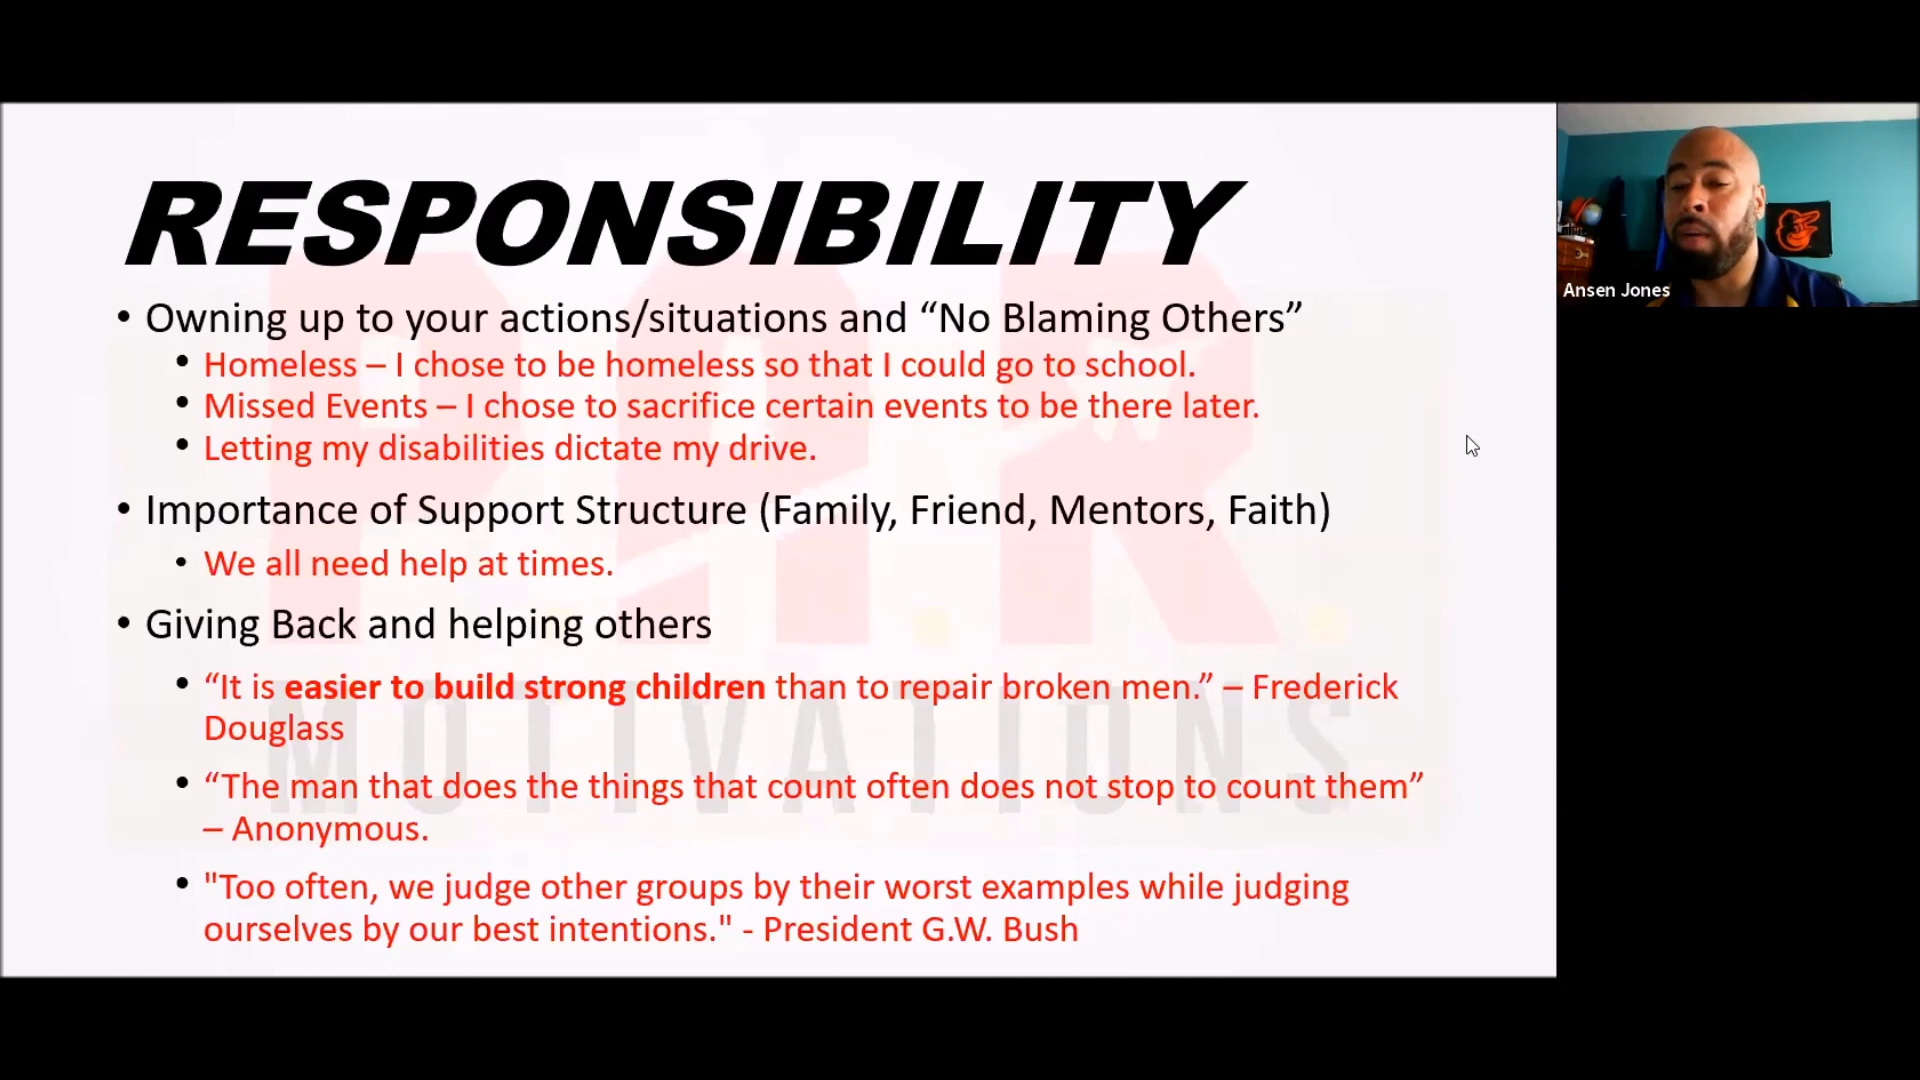 RESPONSIBILITY
• Owning up to your actions/situations and “No Blaming Others”
• Homeless – I chose to be homeless so that I could go to school.
• Missed Events – I chose to sacrifice certain events to be there later.
• Letting my disabilities dictate my drive.
• Importance of Support Structure (Family, Friend, Mentors, Faith)
• We all need help at times.
• Giving Back and helping others
• “It is easier to build strong children than to repair broken men.” – Frederick
Douglass
• “The man that does the things that count often does not stop to count them”
– Anonymous.
• "Too often, we judge other groups by their worst examples while judging
ourselves by our best intentions." - President G.W. Bush
P.A.R.
MOTIVATIONS
Ansen Jones